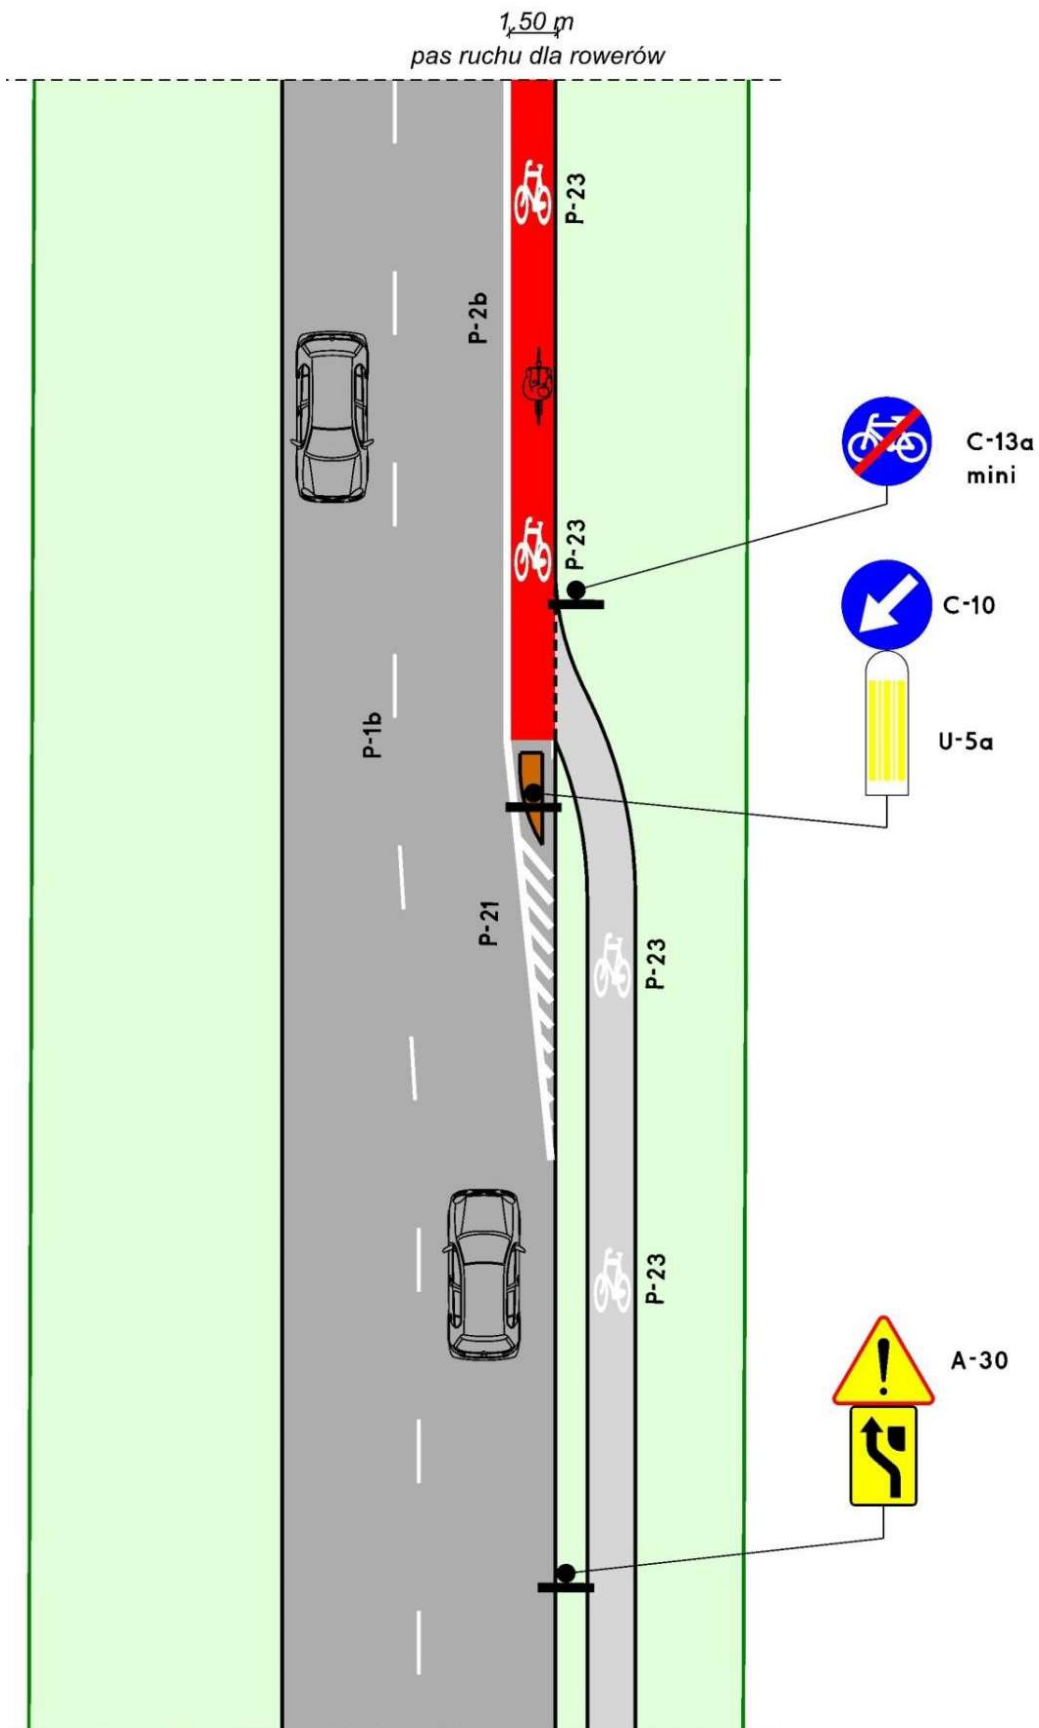 1,50 m
pas ruchu dla rowerów
P-23
P-2b
C-13a
mini
P-23
C-10
P-1b
U-5a
P-21
P-23
P-23
A-30